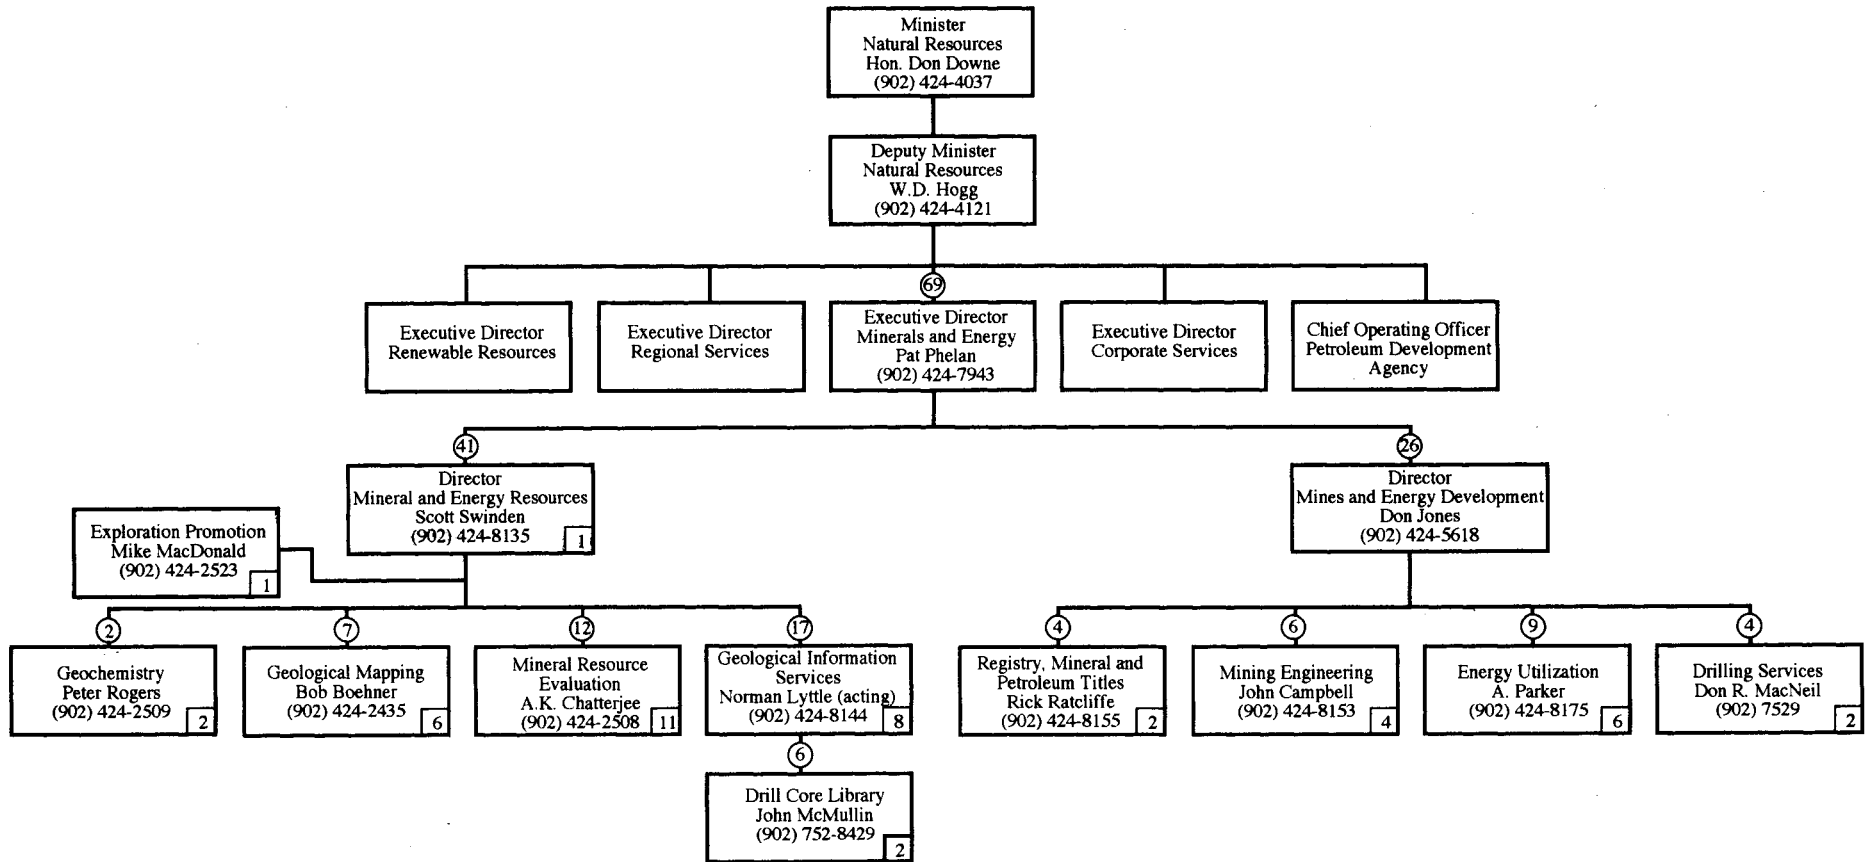 Minister
Natural Resources
Hon. Don Downe
(902) 424-4037
Deputy Minister
Natural Resources
W.D. Hogg
(902) 424-4121
Executive Director
Renewable Resources
Executive Director
Regional Services
69
Executive Director
Minerals and Energy
Pat Phelan
(902) 424-7943
Executive Director
Corporate Services
Chief Operating Officer
Petroleum Development
Agency
41
Director
Mineral and Energy Resources
Scott Swinden
(902) 424-8135
1
26
Director
Mines and Energy Development
Don Jones
(902) 424-5618
Exploration Promotion
Mike MacDonald
(902) 424-2523
1
2
Geochemistry
Peter Rogers
(902) 424-2509
2
7
Geological Mapping
Bob Boehner
(902) 424-2435
6
12
Mineral Resource
Evaluation
A.K. Chatterjee
(902) 424-2508
11
17
Geological Information
Services
Norman Lyttle (acting)
(902) 424-8144
8
4
Registry, Mineral and
Petroleum Titles
Rick Ratcliffe
(902) 424-8155
2
6
Mining Engineering
John Campbell
(902) 424-8153
4
9
Energy Utilization
A. Parker
(902) 424-8175
6
4
Drilling Services
Don R. MacNeil
(902) 7529
2
6
Drill Core Library
John McMullin
(902) 752-8429
2